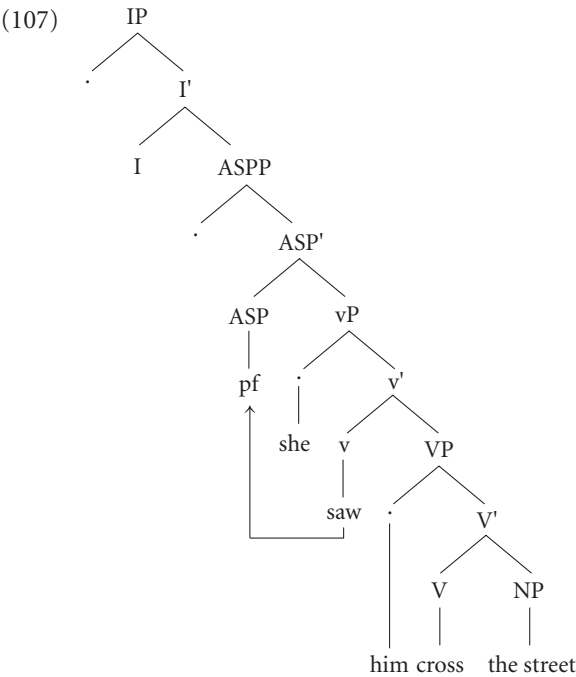 (107) IP
. I'
I ASPP
. ASP'
ASP vP
pf . v'
she v VP
saw . V'
V NP
him cross the street